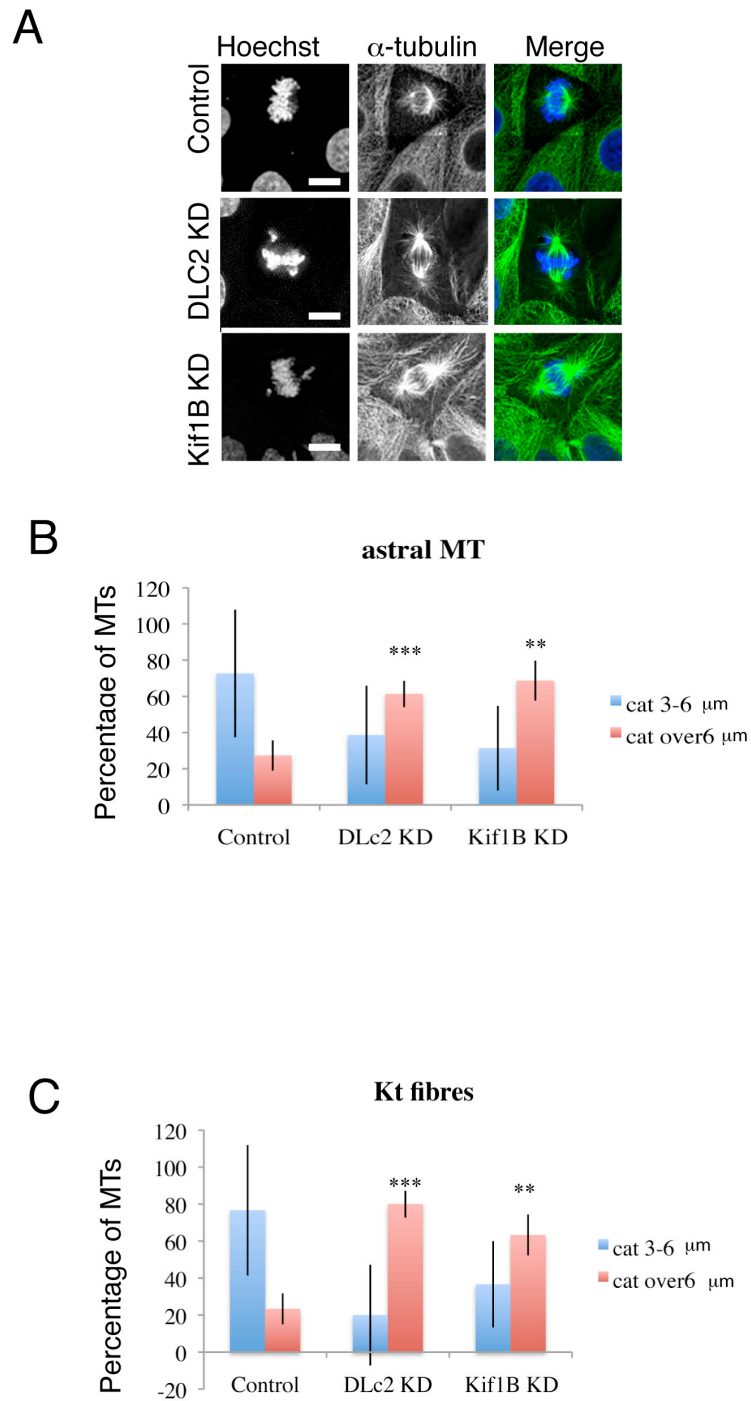 A
Hoechst α-tubulin Merge
Control
DLC2 KD
Kif1B KD
B
astral MT
Percentage of MTs
120
100
80
60
40
20
0
***
**
cat 3-6 μm
cat over6 μm
Control DLc2 KD Kif1B KD
C
Kt fibres
Percentage of MTs
120
100
80
60
40
20
0
-20
***
**
cat 3-6 μm
cat over6 μm
Control DLc2 KD Kif1B KD